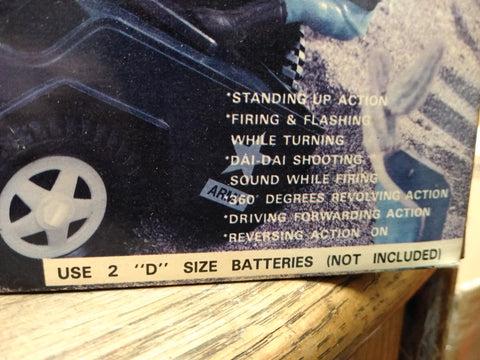 *STANDING UP ACTION
*FIRING & FLASHING
WHILE TURNING
*DAI-DAI SHOOTING
SOUND WHILE FIRING
*360° DEGREES REVOLVING ACTION
*DRIVING FORWARDING ACTION
*REVERSING ACTION ON
USE 2 "D" SIZE BATTERIES (NOT INCLUDED)